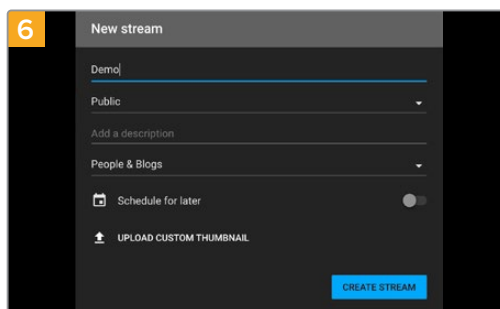 6
New stream
Demo
Public
Add a description
People & Blogs
Schedule for later
UPLOAD CUSTOM THUMBNAIL
CREATE STREAM